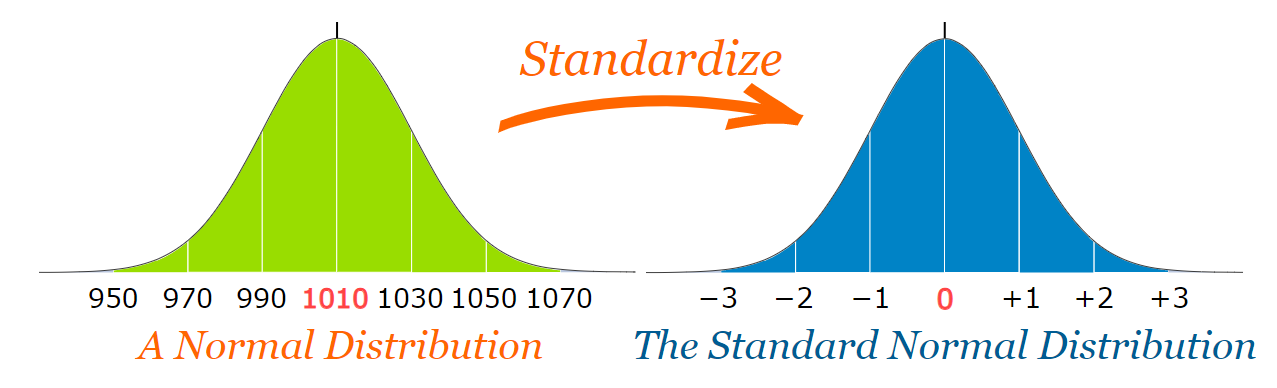 Standardize
950 970 990 1010 1030 1050 1070
−3 −2 −1 0 +1 +2 +3
A Normal Distribution
The Standard Normal Distribution